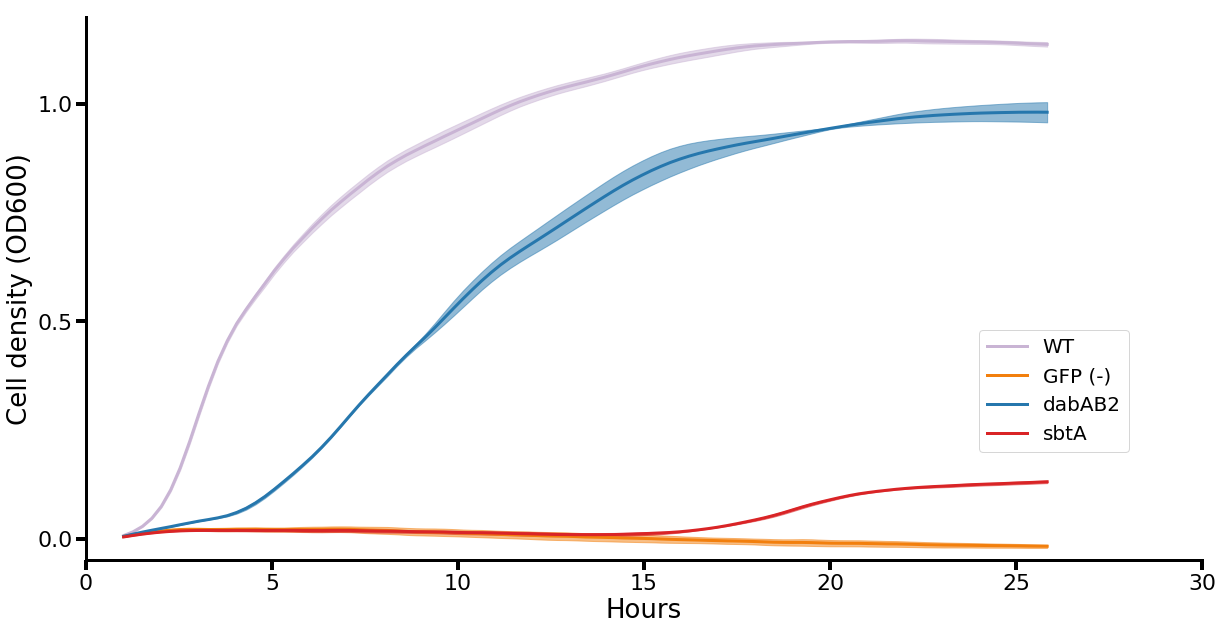 Cell density (OD600)
1.0
0.5
0.0
WT
GFP (-)
dabAB2
sbtA
0 5 10 15 20 25 30
Hours